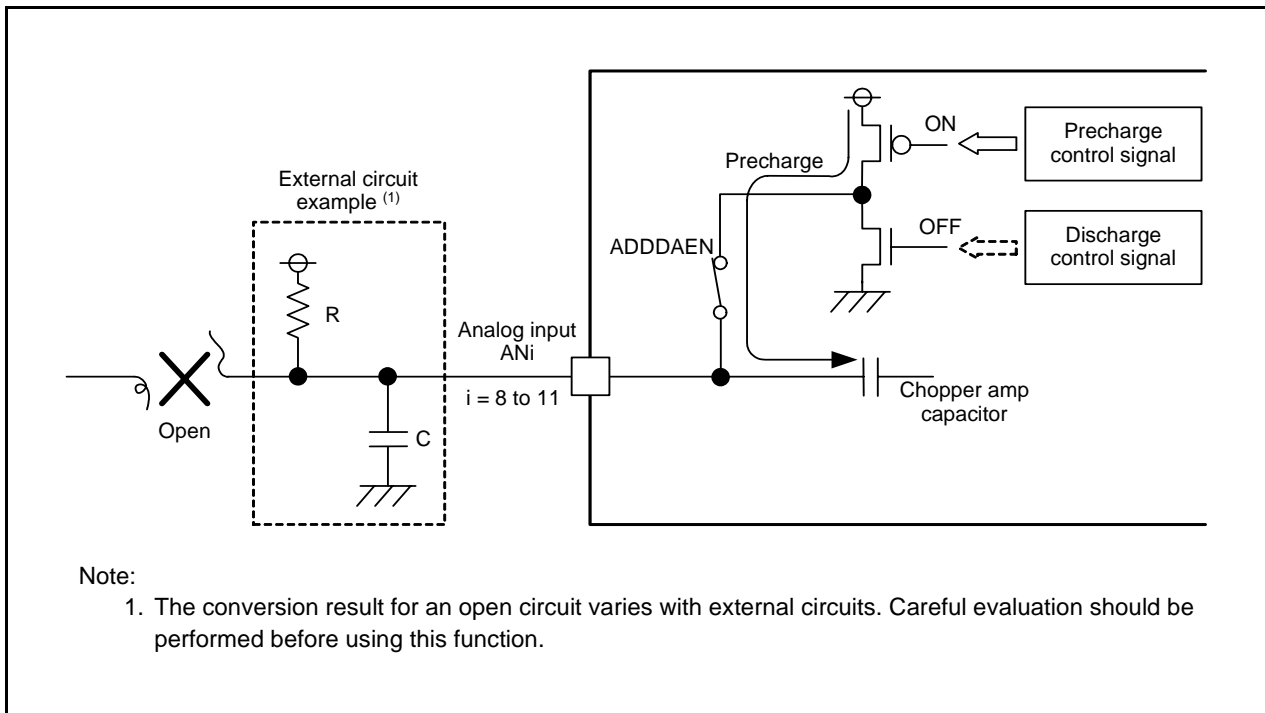 ON
Precharge
control signal
Precharge
External circuit
example (1)
OFF
Discharge
control signal
ADDDAEN
R
Analog input
ANi
i = 8 to 11
Chopper amp
capacitor
Open
C
Note:
1. The conversion result for an open circuit varies with external circuits. Careful evaluation should be
performed before using this function.